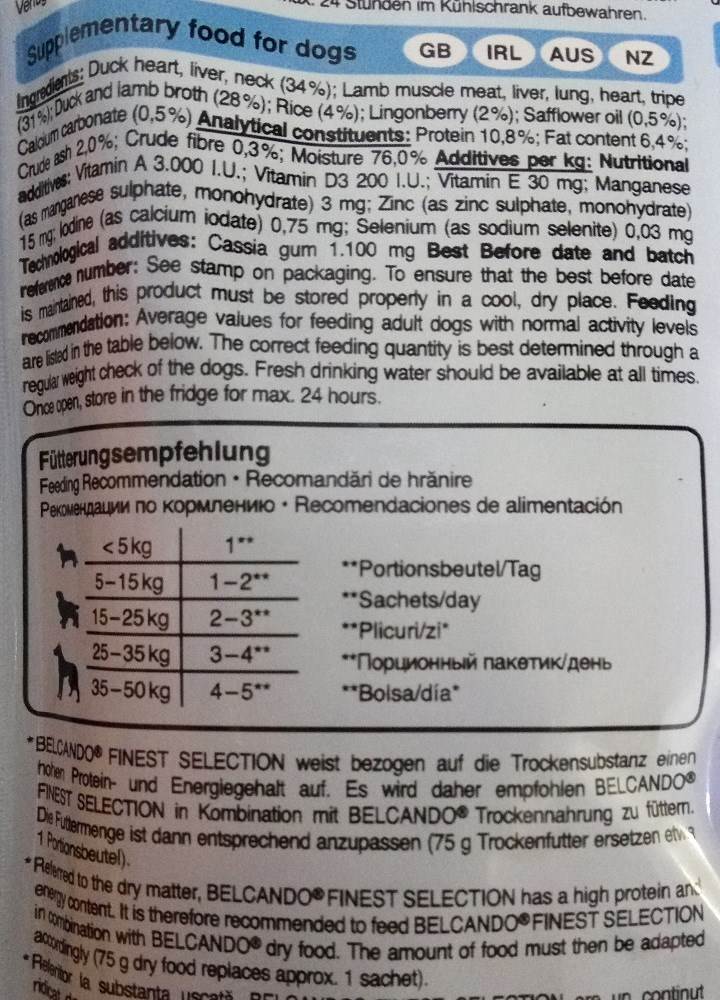 24 Stunden im Kühlschrank aufbewahren.
Supplementary food for dogs GB IRL AUS NZ
Ingredients: Duck heart, liver, neck (34%); Lamb muscle meat, liver, lung, heart, tripe
(31%); Duck and lamb broth (28%); Rice (4%); Lingonberry (2%); Safflower oil (0,5%);
Calcium carbonate (0,5%) Analytical constituents: Protein 10,8%; Fat content 6,4%;
Crude ash 2,0%; Crude fibre 0,3%; Moisture 76,0% Additives per kg: Nutritional
additives: Vitamin A 3.000 I.U.; Vitamin D3 200 I.U.; Vitamin E 30 mg; Manganese
(as manganese sulphate, monohydrate) 3 mg; Zinc (as zinc sulphate, monohydrate)
15 mg; Iodine (as calcium iodate) 0,75 mg; Selenium (as sodium selenite) 0,03 mg
Technological additives: Cassia gum 1.100 mg Best Before date and batch
reference number: See stamp on packaging. To ensure that the best before date
is maintained, this product must be stored properly in a cool, dry place. Feeding
recommendation: Average values for feeding adult dogs with normal activity levels
are listed in the table below. The correct feeding quantity is best determined through a
regular weight check of the dogs. Fresh drinking water should be available at all times.
Once open, store in the fridge for max. 24 hours.
Fütterungsempfehlung
Feeding Recommendation • Recomandări de hrănire
Рекомендации по кормлению • Recomendaciones de alimentación
<5kg 1**
5–15kg 1–2**
15–25kg 2–3**
25–35kg 3–4**
35–50kg 4–5**
**Portionsbeutel/Tag
**Sachets/day
**Plicuri/zi*
**Порционный пакетик/день
**Bolsa/día*
*BELCANDO® FINEST SELECTION weist bezogen auf die Trockensubstanz einen
hohen Protein- und Energiegehalt auf. Es wird daher empfohlen BELCANDO®
FINEST SELECTION in Kombination mit BELCANDO® Trockennahrung zu füttern.
Die Futtermenge ist dann entsprechend anzupassen (75 g Trockenfutter ersetzen etwa
1 Portionsbeutel).
*Referred to the dry matter, BELCANDO® FINEST SELECTION has a high protein and
energy content. It is therefore recommended to feed BELCANDO® FINEST SELECTION
in combination with BELCANDO® dry food. The amount of food must then be adapted
accordingly (75 g dry food replaces approx. 1 sachet).
*Referitor la substanța uscată un conținut